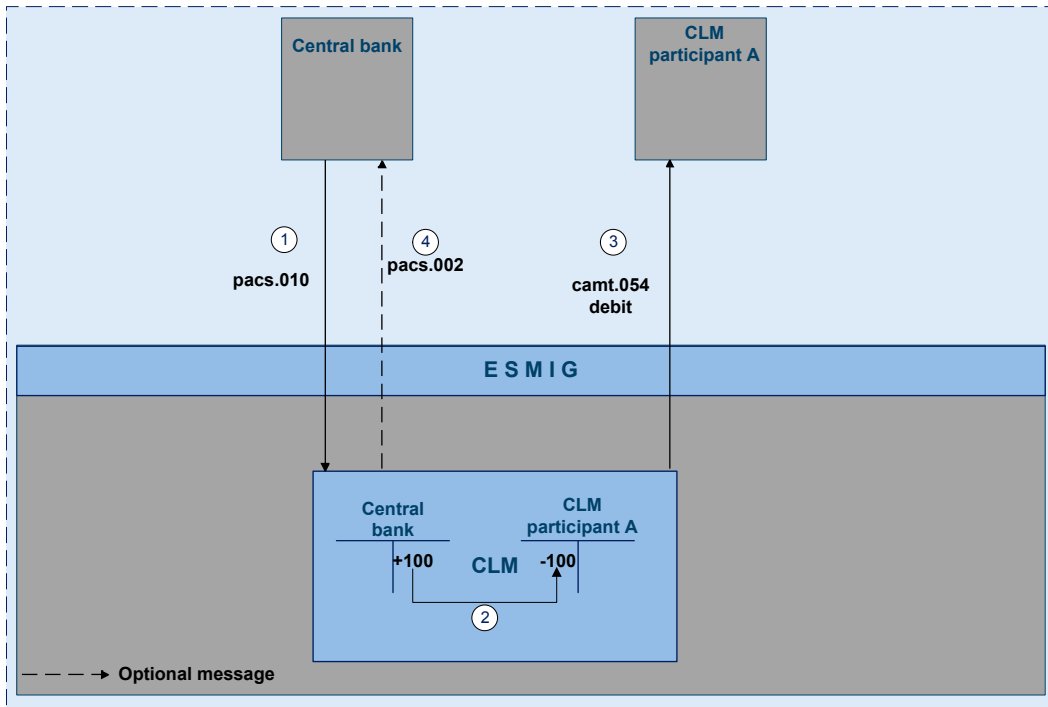 Central bank
CLM
participant A
1
pacs.010
4
pacs.002
3
camt.054
debit
E S M I G
Central
bank
CLM
participant A
+100
CLM
-100
2
Optional message